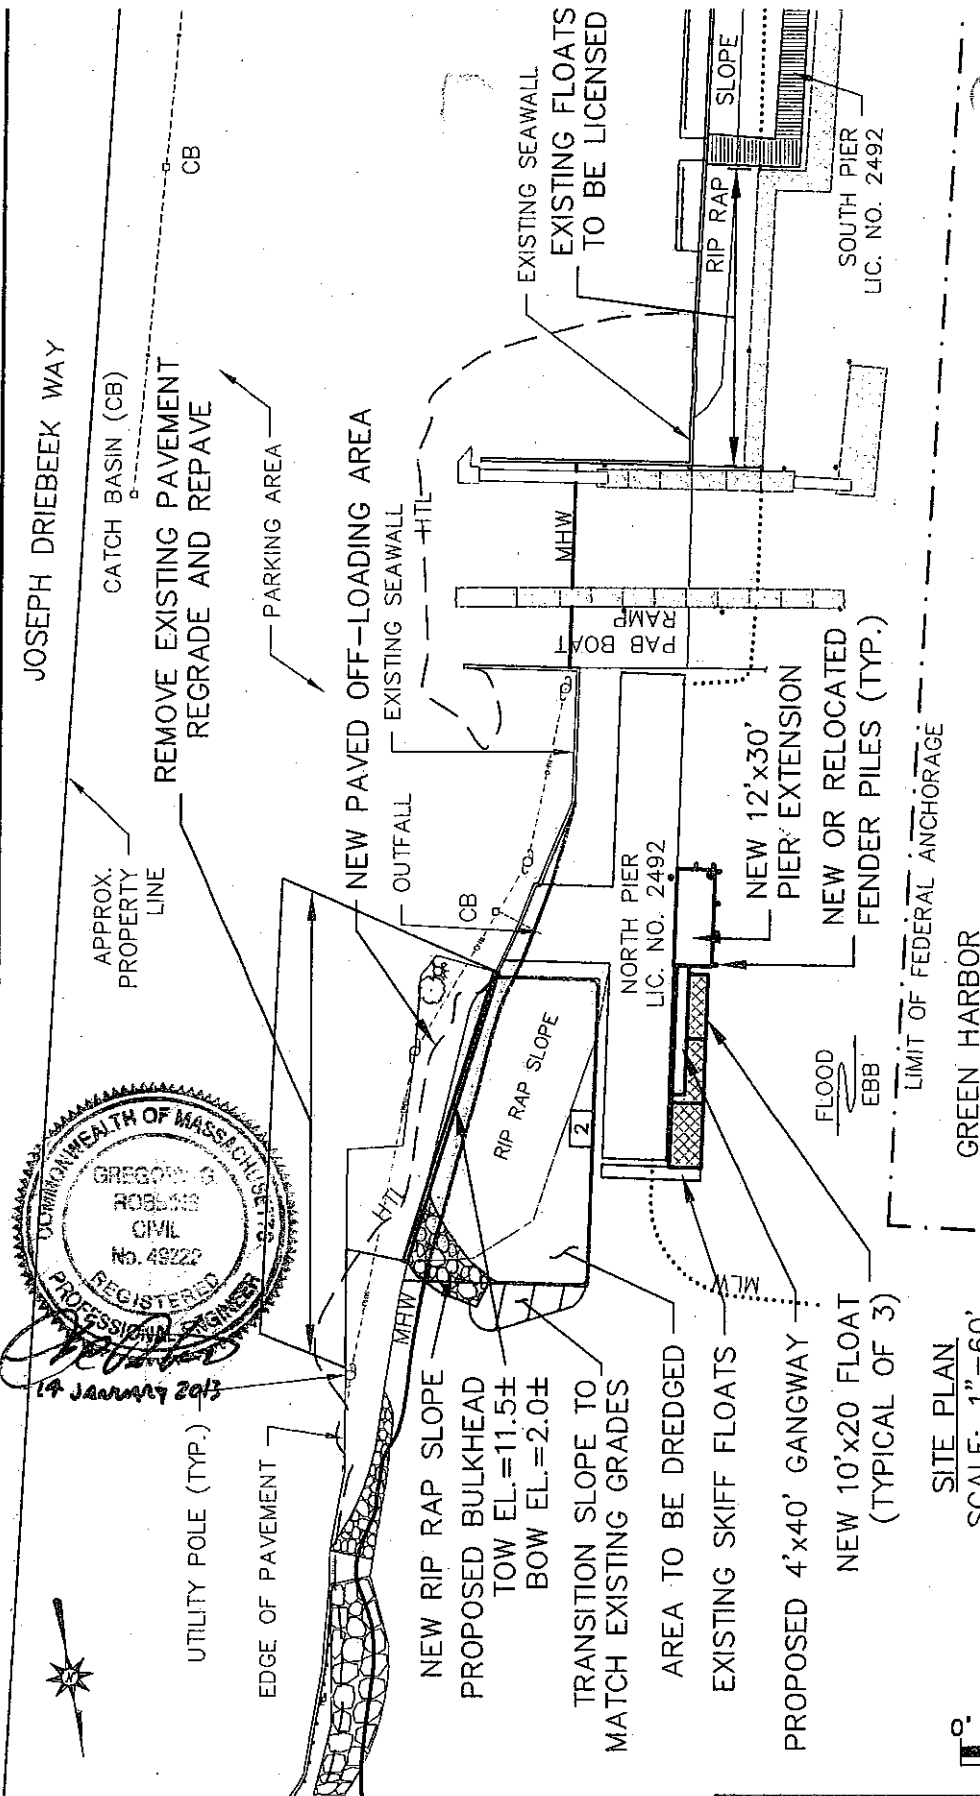 JOSEPH DRIEBEEK WAY
CATCH BASIN (CB)
CB
APPROX.
PROPERTY
LINE
REMOVE EXISTING PAVEMENT
REGRADE AND REPAVE
PARKING AREA
COMMONWEALTH OF MASSACHUSETTS
GREGORY G.
ROBBINS
CIVIL
No. 49222
REGISTERED
PROFESSIONAL ENGINEER
14 JANUARY 2013
UTILITY POLE (TYP.)
EDGE OF PAVEMENT
N
NEW PAVED OFF-LOADING AREA
OUTFALL
EXISTING SEAWALL
HTL
CB
HTL
MHW
MHW
EXISTING SEAWALL
EXISTING FLOATS
TO BE LICENSED
RIP RAP
SLOPE
SOUTH PIER
LIC. NO. 2492
PAB BOAT
RAMP
NEW RIP RAP SLOPE
PROPOSED BULKHEAD
TOW EL.=11.5±
BOW EL.=2.0±
TRANSITION SLOPE TO
MATCH EXISTING GRADES
AREA TO BE DREDGED
EXISTING SKIFF FLOATS
PROPOSED 4'x40' GANGWAY
NEW 10'x20 FLOAT
(TYPICAL OF 3)
RIP RAP SLOPE
2
MLW
NORTH PIER
LIC. NO. 2492
NEW 12'x30'
PIER EXTENSION
NEW OR RELOCATED
FENDER PILES (TYP.)
FLOOD
EBB
LIMIT OF FEDERAL ANCHORAGE
GREEN HARBOR
SITE PLAN
SCALE: 1"=60'
0